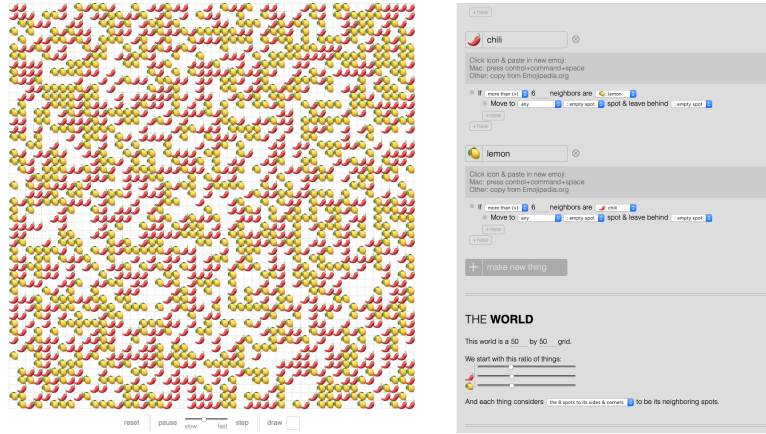 +new
chili
Click icon & paste in new emoji:
Mac: press control+command+space
Other: copy from Emojipedia.org
If more than (>) 6 neighbors are 🍋 lemon
Move to any : empty spot spot & leave behind : empty spot
+new
+new
lemon
Click icon & paste in new emoji:
Mac: press control+command+space
Other: copy from Emojipedia.org
If more than (>) 6 neighbors are 🌶 chili
Move to any : empty spot spot & leave behind : empty spot
+new
+new
+ make new thing
THE WORLD
This world is a 50 by 50 grid.
We start with this ratio of things:
And each thing considers the 8 spots to its sides & corners to be its neighboring spots.
reset pause slow fast step draw